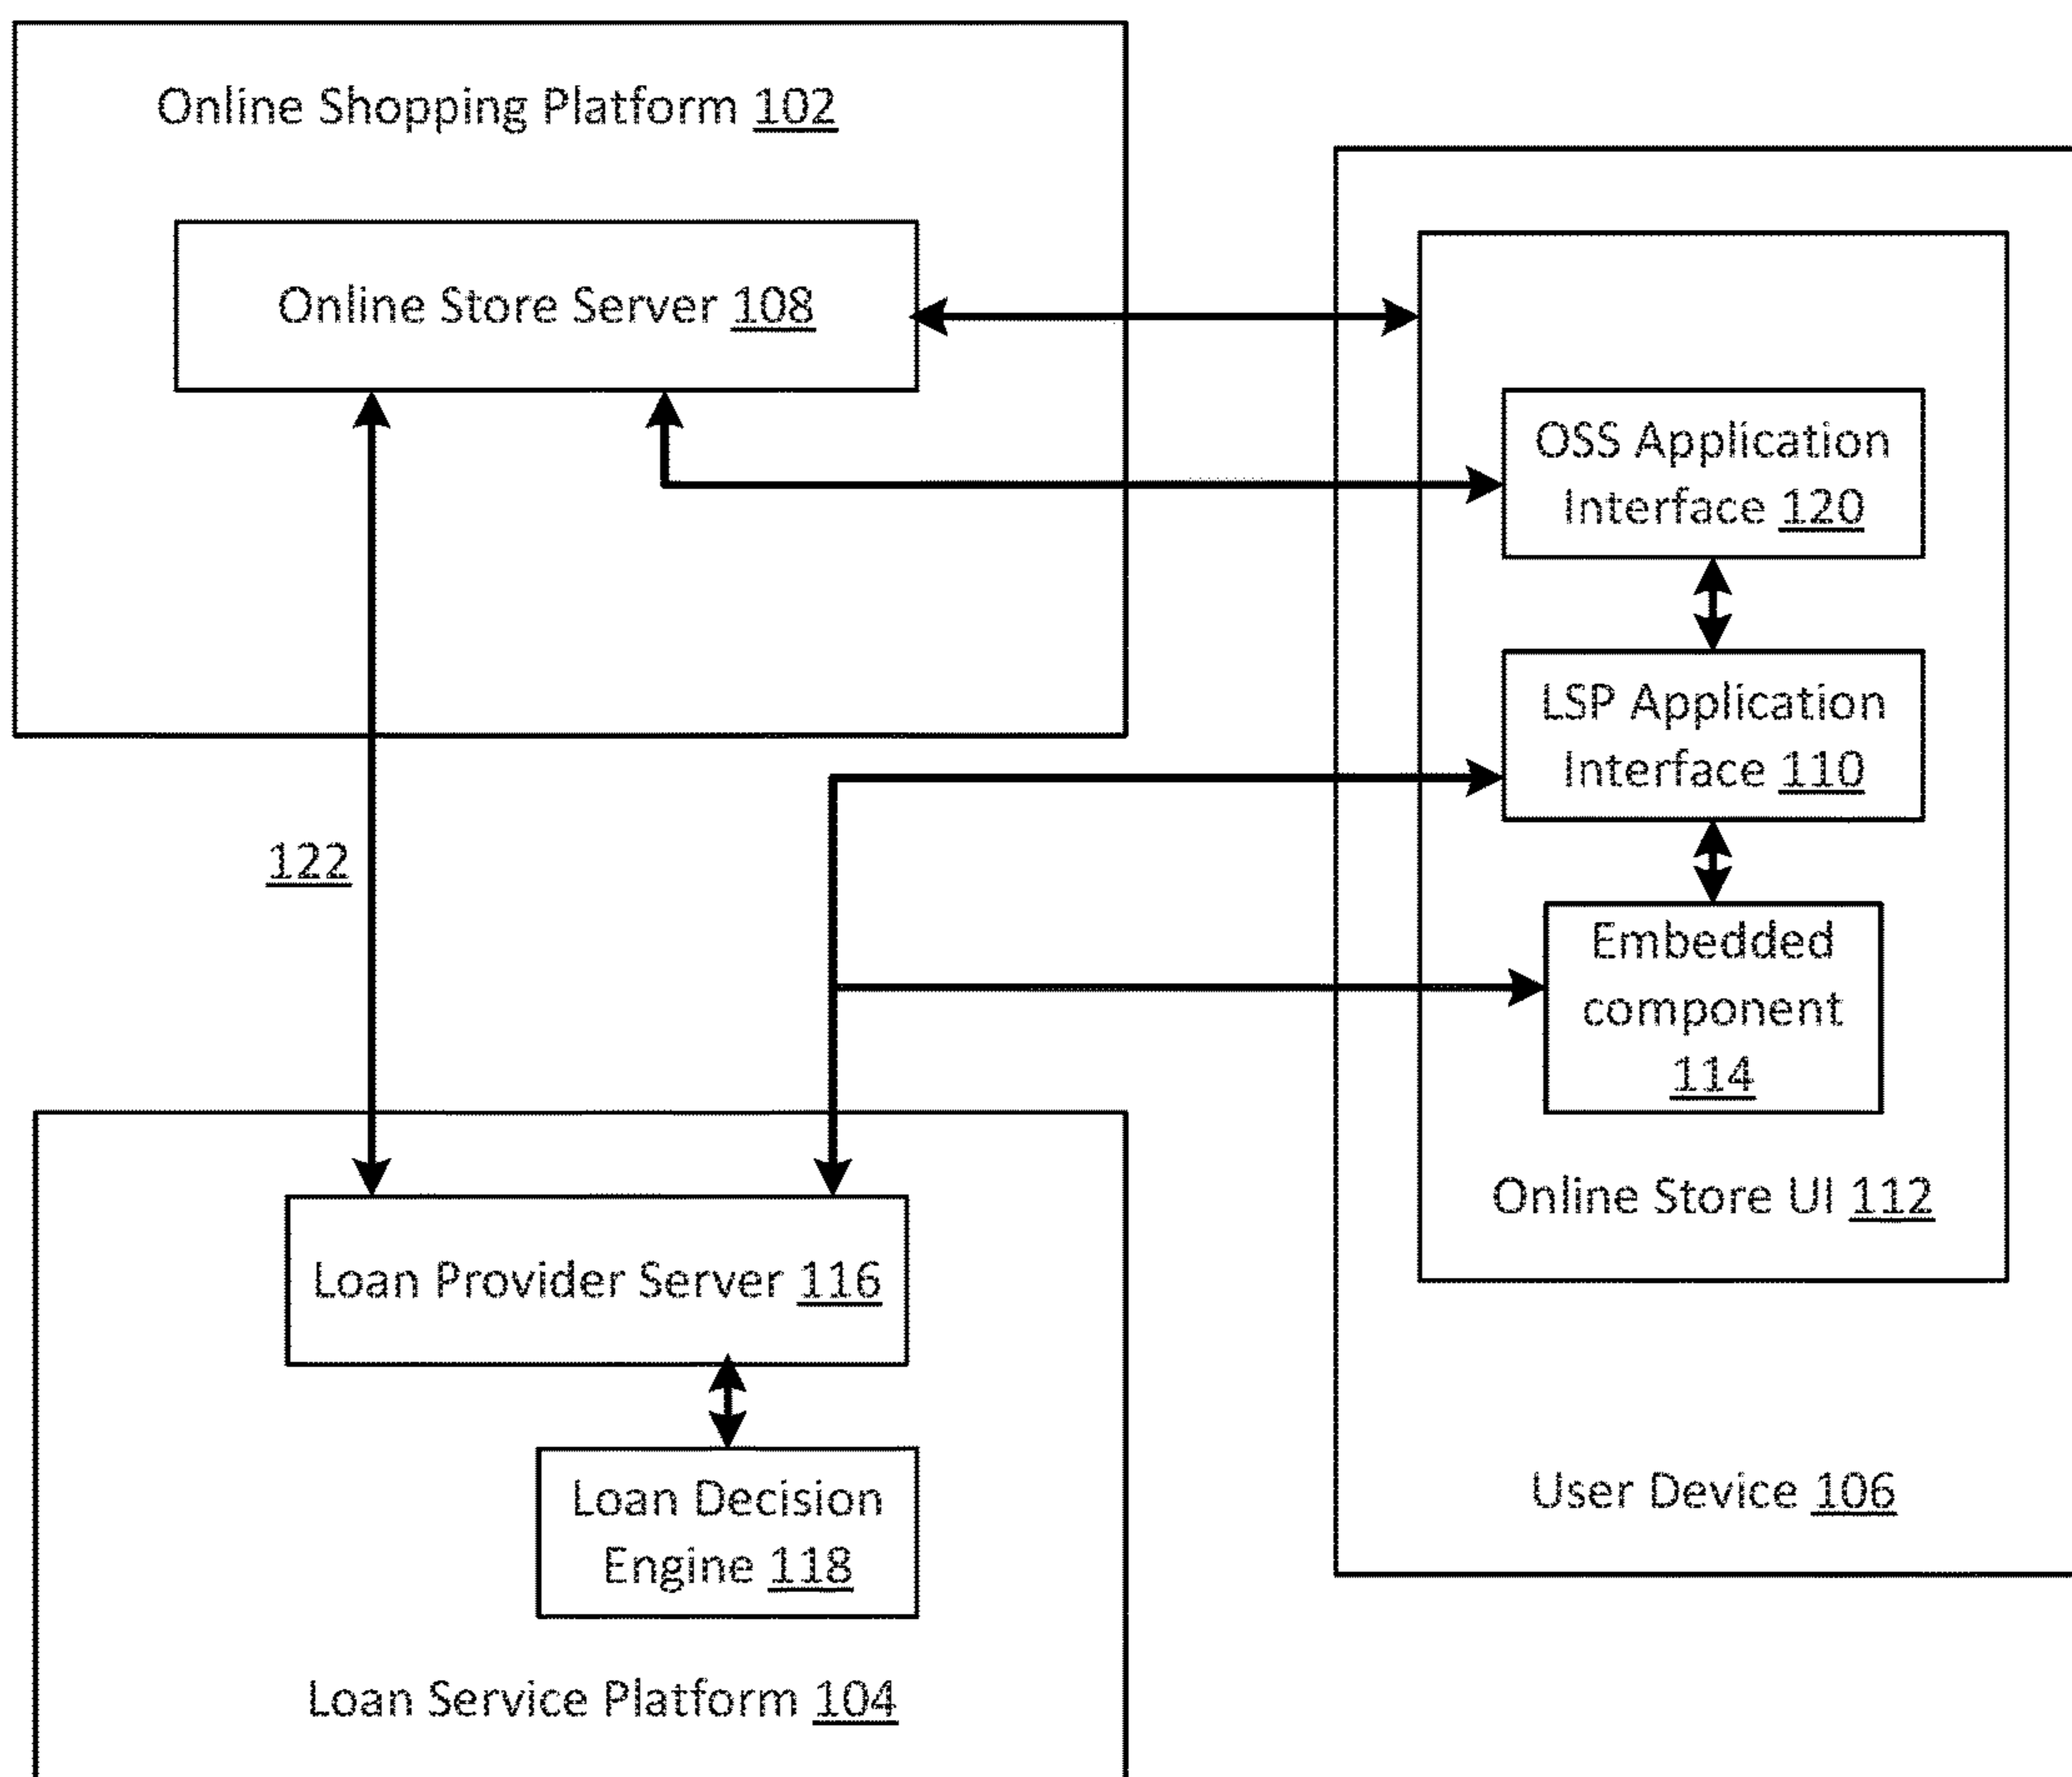 Online Shopping Platform 102
Online Store Server 108
OSS Application
Interface 120
LSP Application
Interface 110
122
Embedded
component
114
Online Store UI 112
Loan Provider Server 116
Loan Decision
Engine 118
User Device 106
Loan Service Platform 104